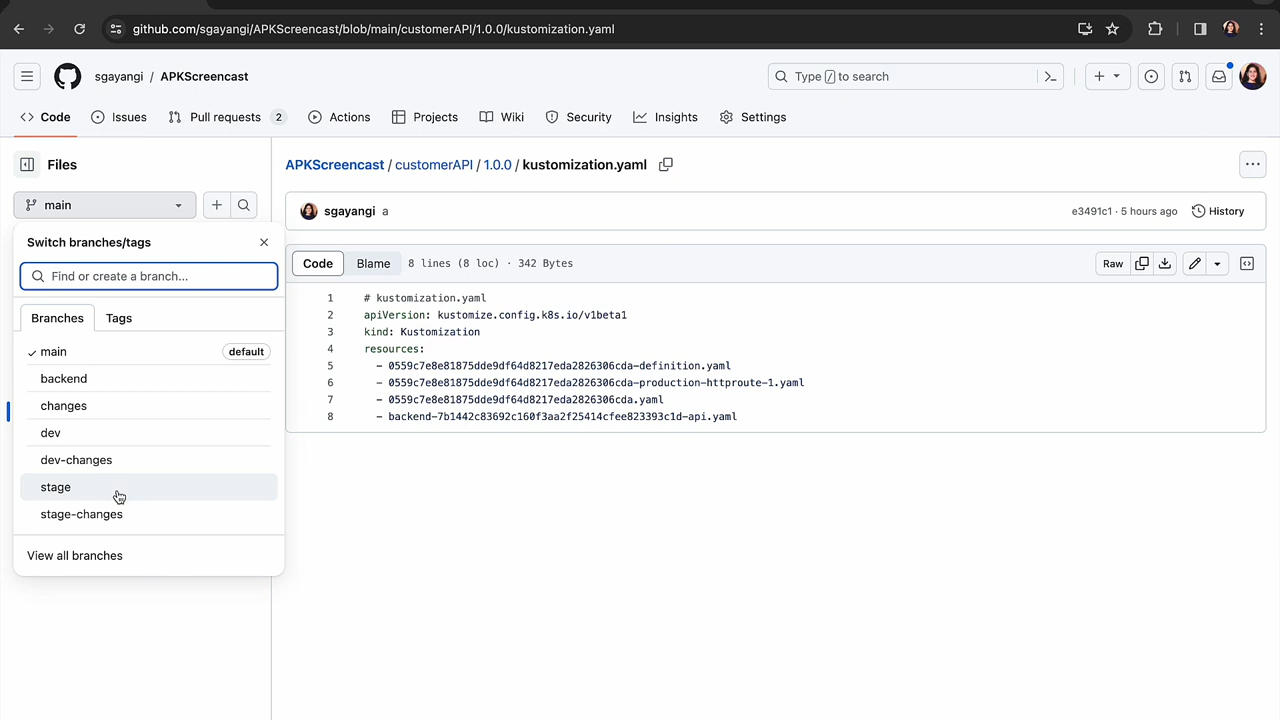 github.com/sgayangi/APKScreencast/blob/main/customerAPI/1.0.0/kustomization.yaml
sgayangi / APKScreencast
Type / to search
Code
Issues
Pull requests 2
Actions
Projects
Wiki
Security
Insights
Settings
Files
main
Switch branches/tags
Find or create a branch...
Branches
Tags
main default
backend
changes
dev
dev-changes
stage
stage-changes
View all branches
APKScreencast / customerAPI / 1.0.0 / kustomization.yaml
sgayangi a
e3491c1 · 5 hours ago
History
Code
Blame
8 lines (8 loc) · 342 Bytes
Raw
1 # kustomization.yaml
2 apiVersion: kustomize.config.k8s.io/v1beta1
3 kind: Kustomization
4 resources:
5 - 0559c7e8e81875dde9df64d8217eda2826306cda-definition.yaml
6 - 0559c7e8e81875dde9df64d8217eda2826306cda-production-httproute-1.yaml
7 - 0559c7e8e81875dde9df64d8217eda2826306cda.yaml
8 - backend-7b1442c83692c160f3aa2f25414cfee823393c1d-api.yaml